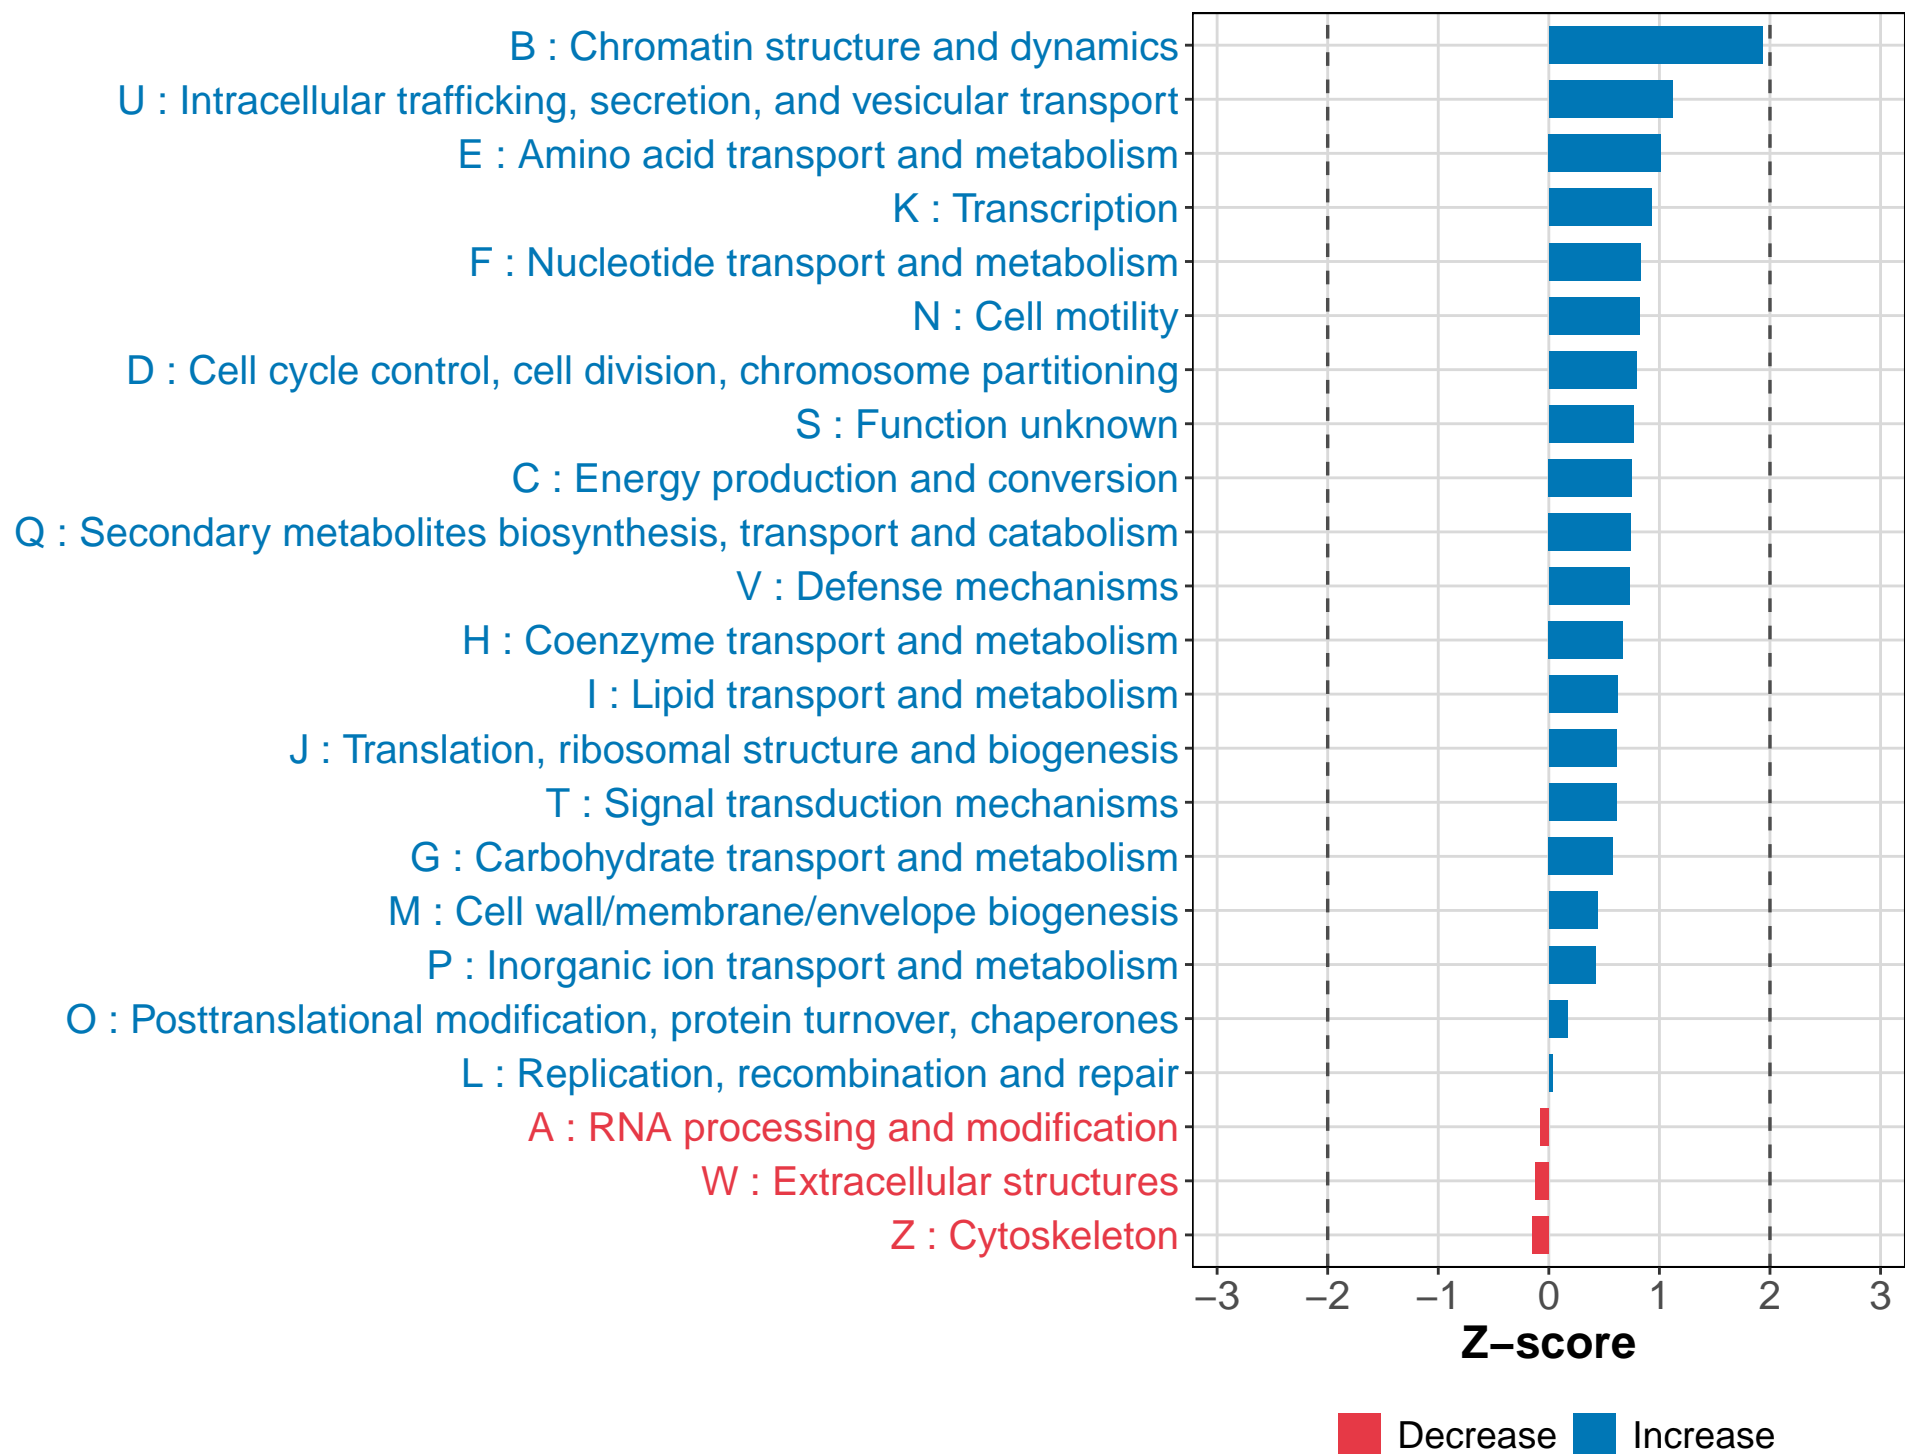 B : Chromatin structure and dynamics
U : Intracellular trafficking, secretion, and vesicular transport
E : Amino acid transport and metabolism
K : Transcription
F : Nucleotide transport and metabolism
N : Cell motility
D : Cell cycle control, cell division, chromosome partitioning
S : Function unknown
C : Energy production and conversion
Q : Secondary metabolites biosynthesis, transport and catabolism
V : Defense mechanisms
H : Coenzyme transport and metabolism
I : Lipid transport and metabolism
J : Translation, ribosomal structure and biogenesis
T : Signal transduction mechanisms
G : Carbohydrate transport and metabolism
M : Cell wall/membrane/envelope biogenesis
P : Inorganic ion transport and metabolism
O : Posttranslational modification, protein turnover, chaperones
L : Replication, recombination and repair
A : RNA processing and modification
W : Extracellular structures
Z : Cytoskeleton
−3 −2 −1 0 1 2 3
Z−score
Decrease Increase